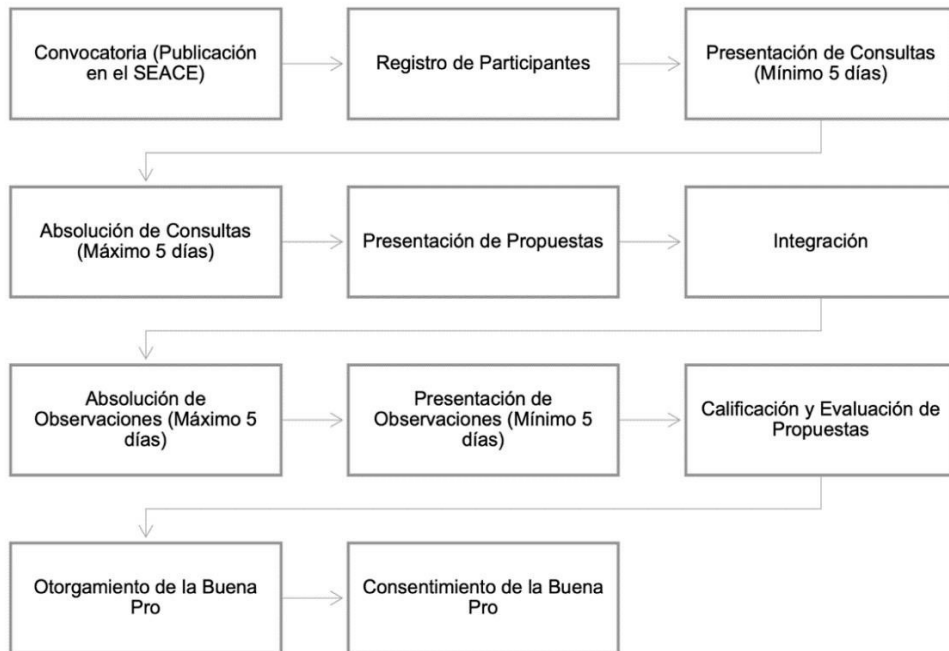 Convocatoria (Publicación
en el SEACE)
Registro de Participantes
Presentación de Consultas
(Mínimo 5 días)
Absolución de Consultas
(Máximo 5 días)
Presentación de Propuestas
Integración
Absolución de
Observaciones (Máximo 5
días)
Presentación de
Observaciones (Mínimo 5
días)
Calificación y Evaluación de
Propuestas
Otorgamiento de la Buena
Pro
Consentimiento de la Buena
Pro